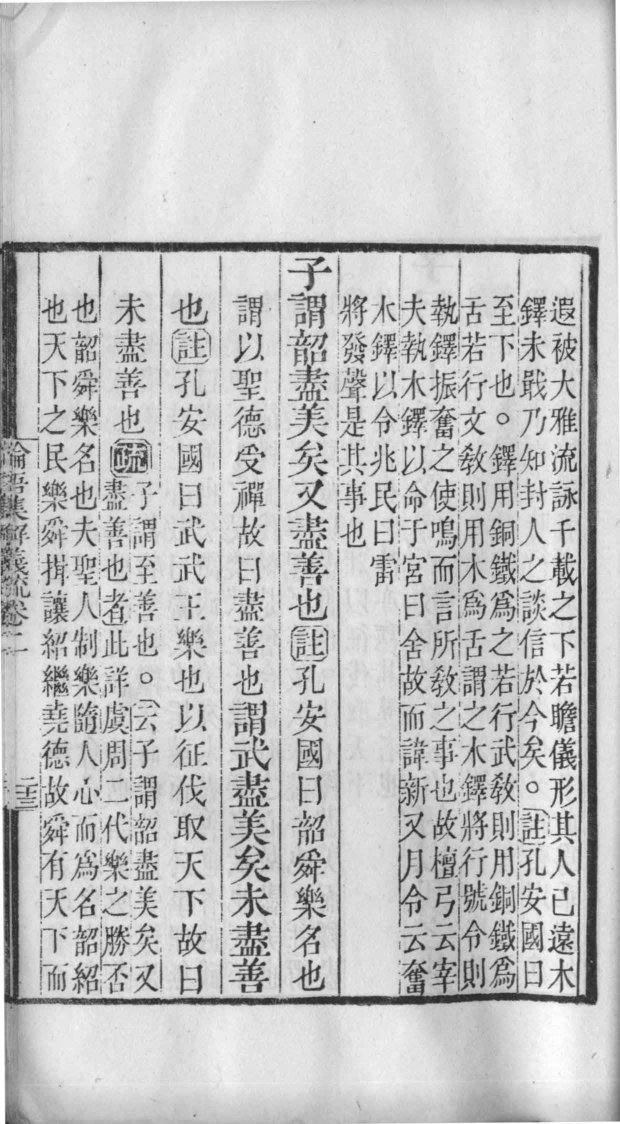 遐被大雅流詠千載之下若瞻儀形其人已遠木
鐸未戢乃知封人之談信於今矣。註孔安國曰
至下也。鐸用銅鐵爲之若行武敎則用銅鐵爲
舌若行文敎則用木爲舌謂之木鐸將行號令則
執鐸振奮之使鳴而言所敎之事也故檀弓云宰
夫執木鐸以命于宮曰舍故而諱新又月令云奮
木鐸以令兆民曰雷
將發聲是其事也
子謂韶盡美矣又盡善也註孔安國曰韶舜樂名也
謂以聖德受禪故曰盡善也謂武盡美矣未盡善
也註孔安國曰武武王樂也以征伐取天下故曰
未盡善也疏子謂至善也。云子謂韶盡美矣又
盡善也者此詳虞周二代樂之勝否
也韶舜樂名也夫聖人制樂隨人心而爲名韶紹
也天下之民樂舜揖讓紹繼堯德故舜有天下而
論語集解義疏卷二
二十三